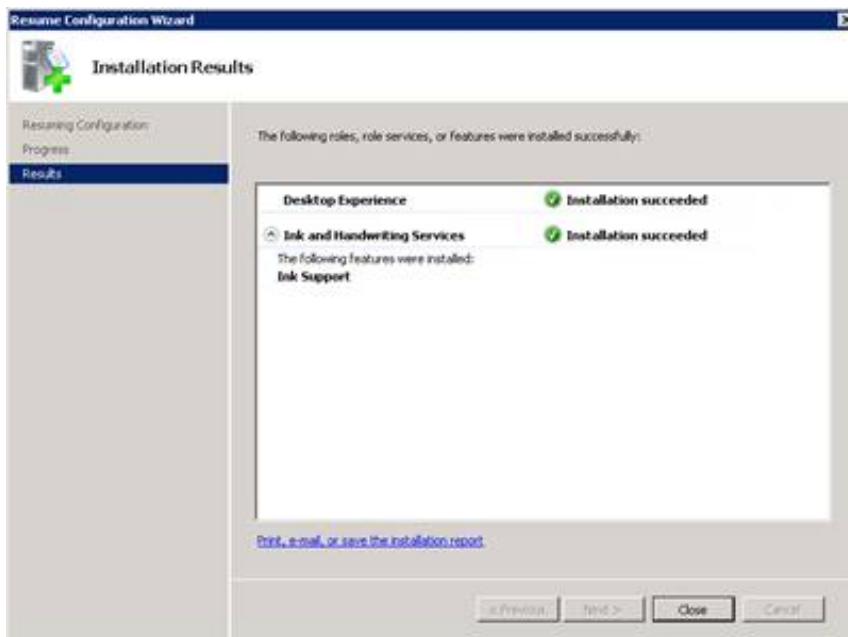 Resume Configuration Wizard
Installation Results
Resuming Configuration
Progress
Results
The following roles, role services, or features were installed successfully:
Desktop Experience
Installation succeeded
Ink and Handwriting Services
Installation succeeded
The following features were installed:
Ink Support
Print, e-mail, or save the installation report
< Previous
Next >
Close
Cancel